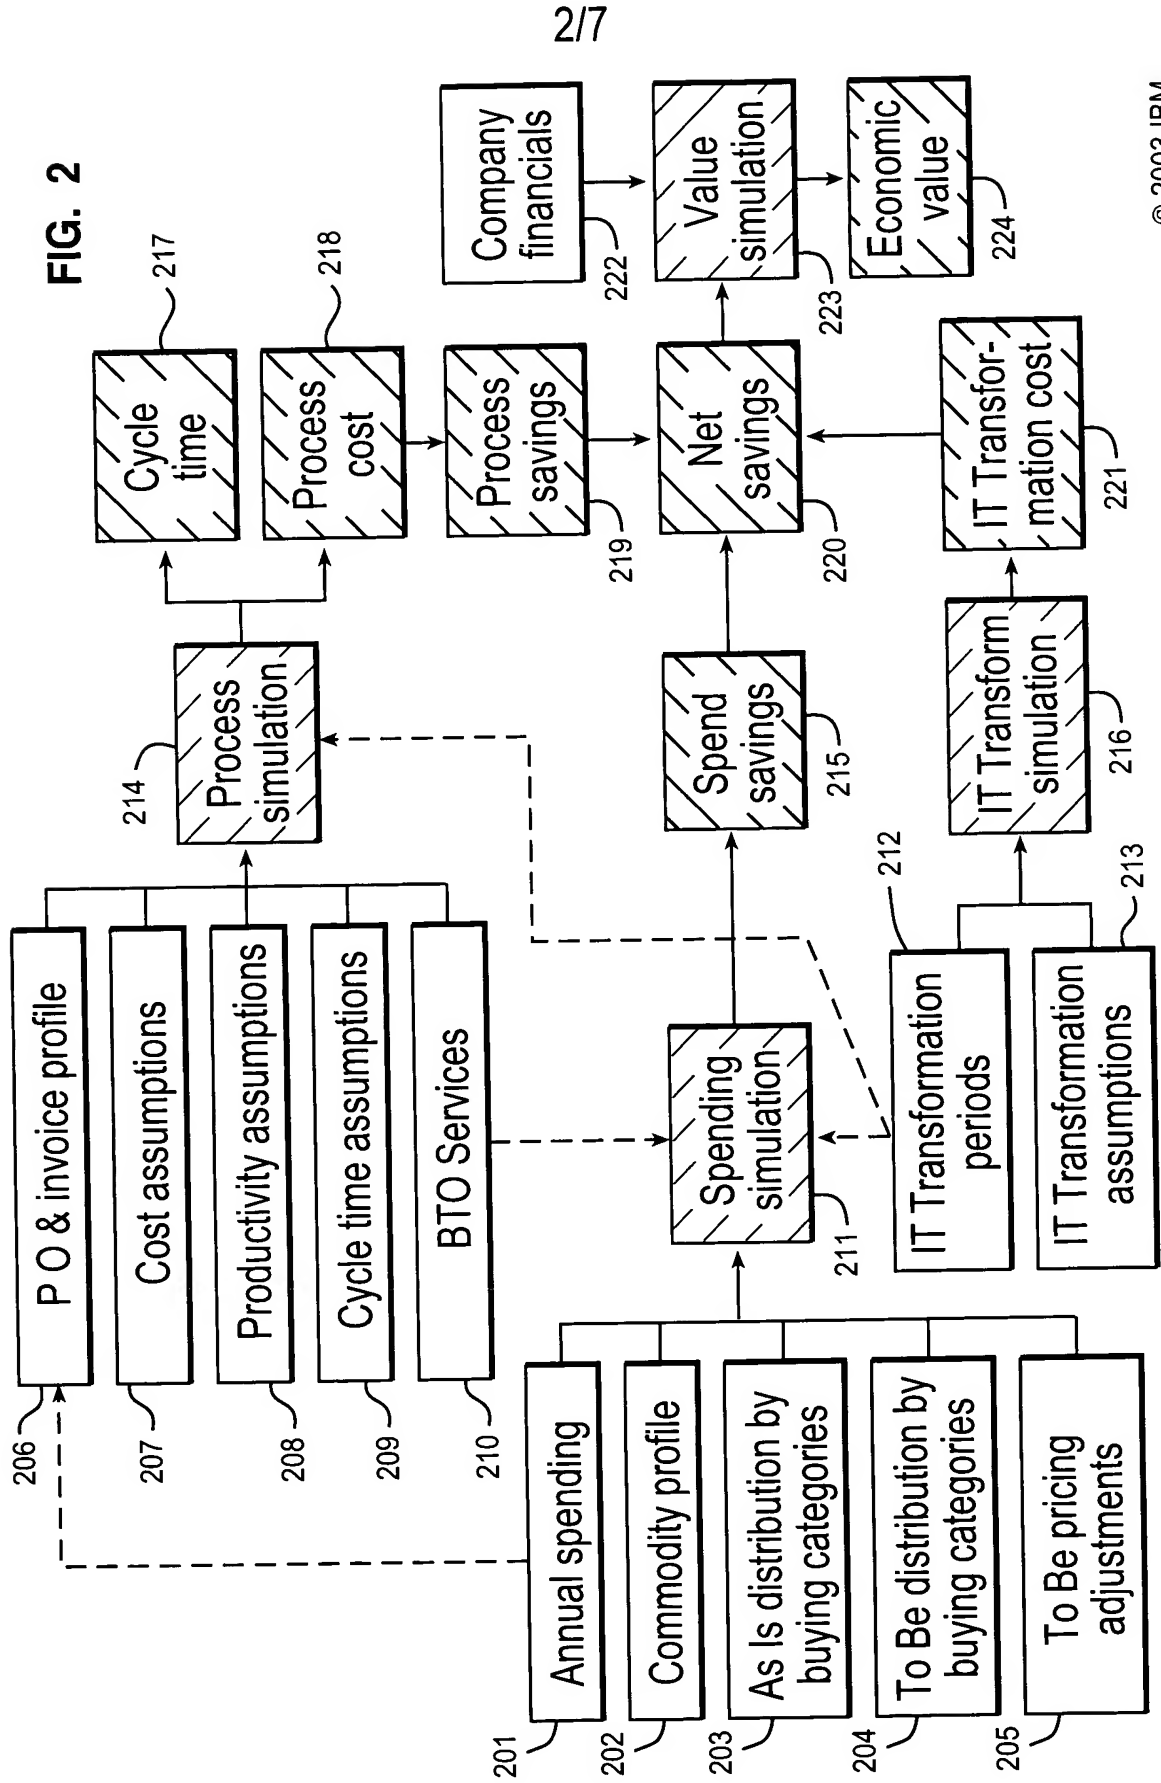 2/7
FIG. 2
206
P O & invoice profile
207
Cost assumptions
208
Productivity assumptions
209
Cycle time assumptions
210
BTO Services
201
Annual spending
202
Commodity profile
203
As Is distribution by
buying categories
204
To Be distribution by
buying categories
205
To Be pricing
adjustments
211
Spending
simulation
212
IT Transformation
periods
213
IT Transformation
assumptions
214
Process
simulation
215
Spend
savings
216
IT Transform
simulation
217
Cycle
time
218
Process
cost
219
Process
savings
220
Net
savings
221
IT Transfor-
mation cost
222
Company
financials
223
Value
simulation
224
Economic
value
© 2003 IBM